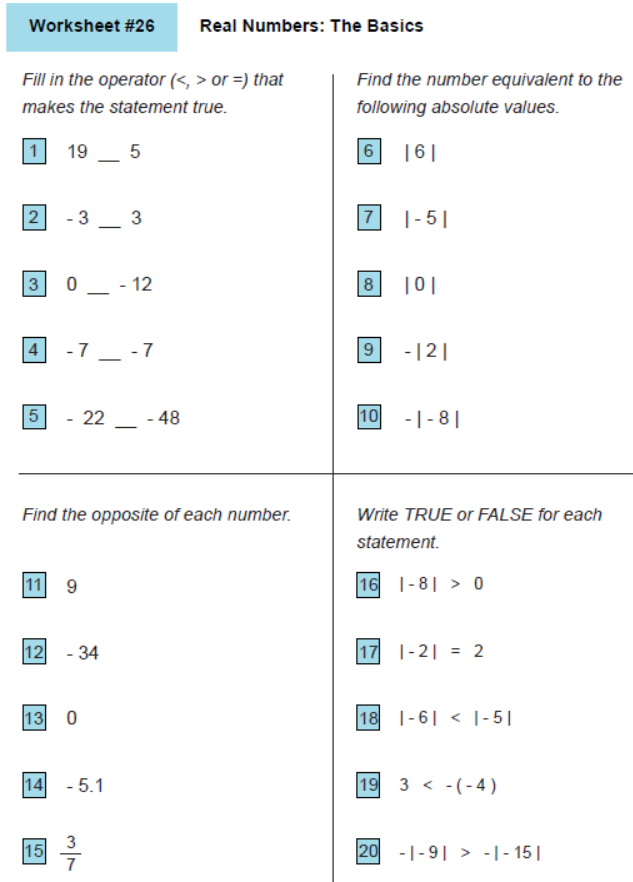 Worksheet #26 Real Numbers: The Basics
Fill in the operator (<, > or =) that
makes the statement true.
1 19 __ 5
2 - 3 __ 3
3 0 __ - 12
4 - 7 __ - 7
5 - 22 __ - 48
Find the number equivalent to the
following absolute values.
6 | 6 |
7 | - 5 |
8 | 0 |
9 - | 2 |
10 - | - 8 |
Find the opposite of each number.
11 9
12 - 34
13 0
14 - 5.1
15 3/7
Write TRUE or FALSE for each
statement.
16 | - 8 | > 0
17 | - 2 | = 2
18 | - 6 | < | - 5 |
19 3 < - ( - 4 )
20 - | - 9 | > - | - 15 |